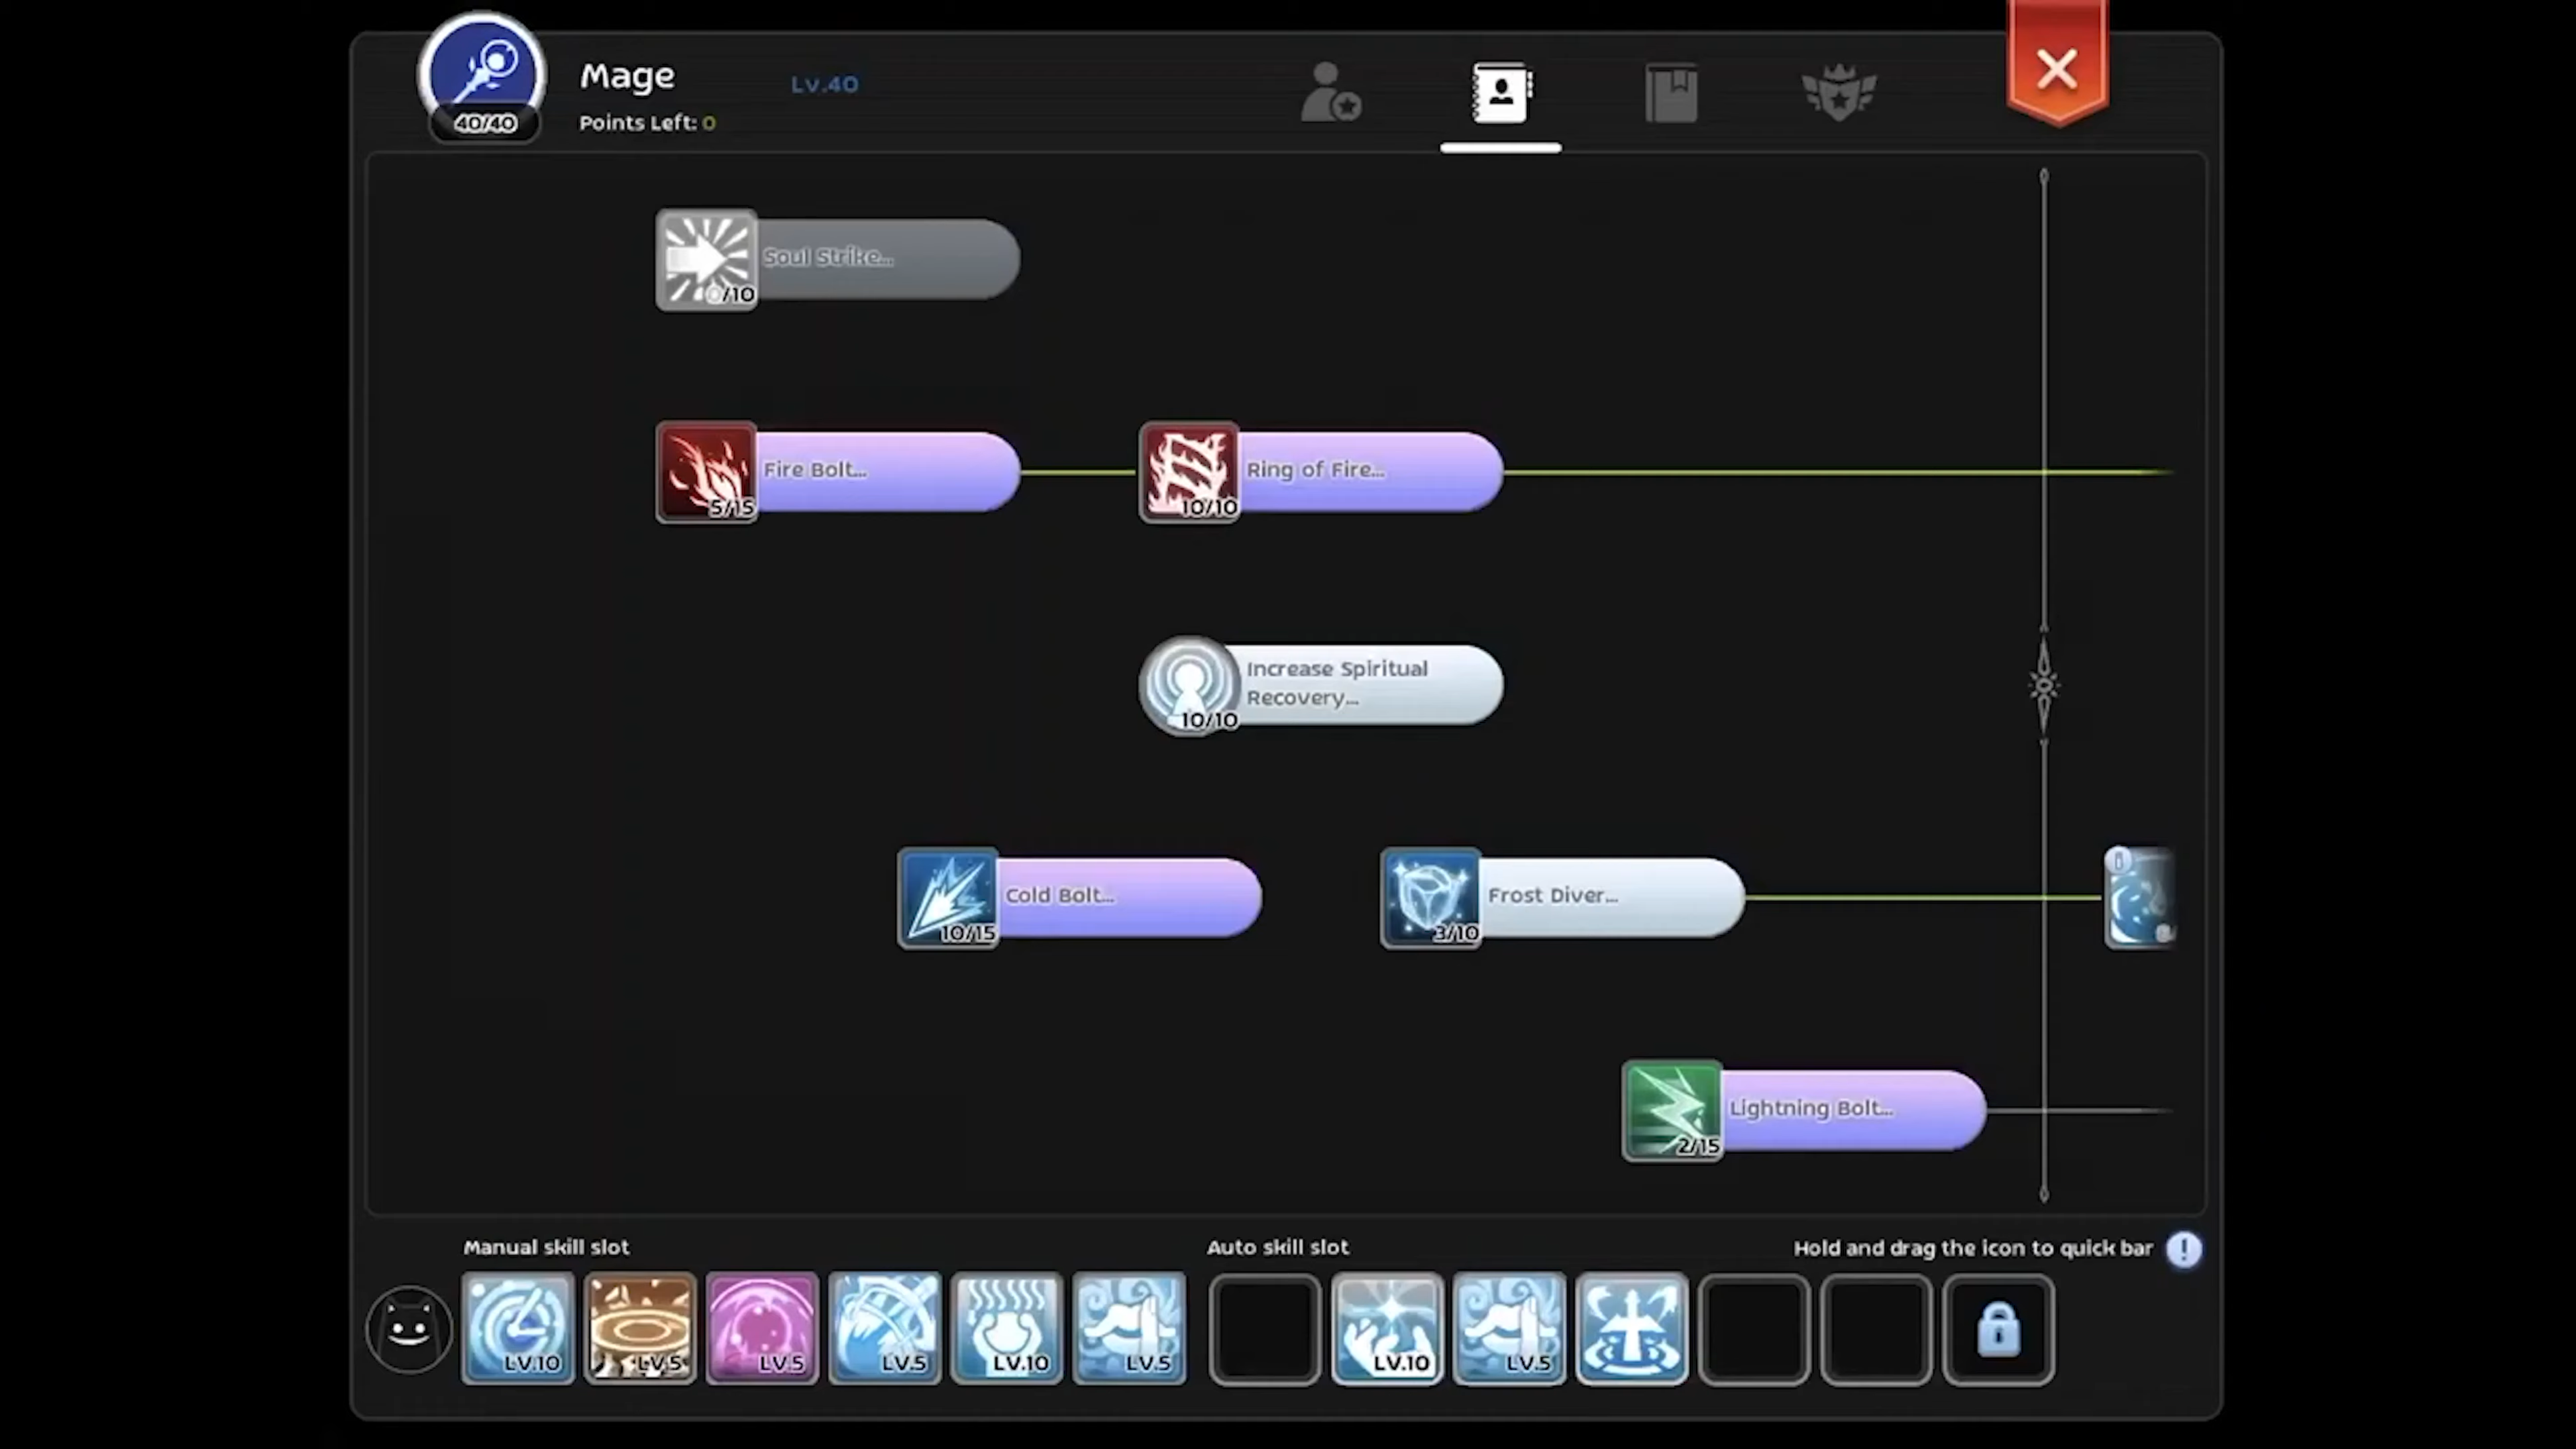 Mage
Lv.40
40/40
Points Left: 0
Soul Strike...
0/10
Fire Bolt...
5/15
Ring of Fire...
10/10
Increase Spiritual
Recovery...
10/10
Cold Bolt...
10/15
Frost Diver...
3/10
Lightning Bolt...
2/15
Manual skill slot
Auto skill slot
Hold and drag the icon to quick bar
LV.10
LV.5
LV.5
LV.5
LV.10
LV.5
LV.10
LV.5